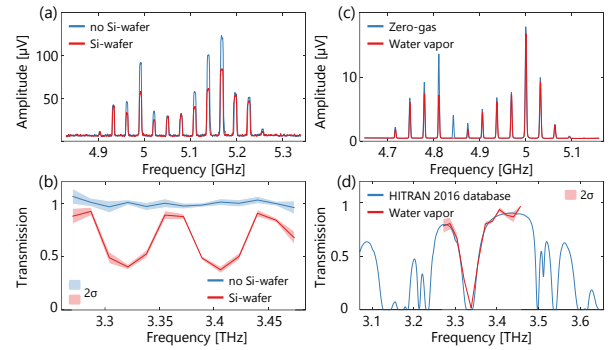 (a)
no Si-wafer
Si-wafer
Amplitude [µV]
100
50
4.9
5
5.1
5.2
5.3
Frequency [GHz]
(c)
Zero-gas
Water vapor
Amplitude [µV]
10
0
4.7
4.8
4.9
5
5.1
Frequency [GHz]
(b)
Transmission
1
0.5
0
2σ
no Si-wafer
Si-wafer
3.3
3.35
3.4
3.45
Frequency [THz]
(d)
HITRAN 2016 database
Water vapor
2σ
Transmission
1
0.5
0
3.1
3.2
3.3
3.4
3.5
3.6
Frequency [THz]